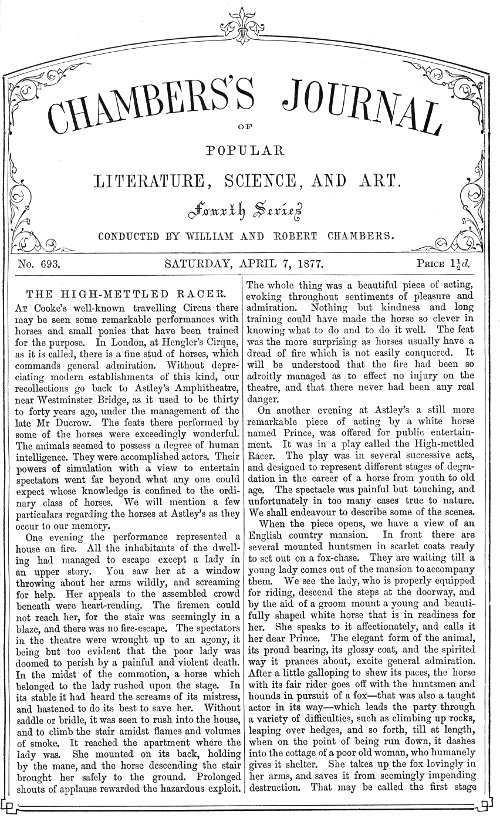 CHAMBERS'S JOURNAL
OF
POPULAR
LITERATURE, SCIENCE, AND ART.
Fourth Series
CONDUCTED BY WILLIAM AND ROBERT CHAMBERS.
No. 693.
SATURDAY, APRIL 7, 1877.
PRICE 1½d.
THE HIGH-METTLED RACER.
AT Cooke's well-known travelling Circus there
may be seen some remarkable performances with
horses and small ponies that have been trained
for the purpose. In London, at Hengler's Cirque,
as it is called, there is a fine stud of horses, which
commands general admiration. Without depre-
ciating modern establishments of this kind, our
recollections go back to Astley's Amphitheatre,
near Westminster Bridge, as it used to be thirty
to forty years ago, under the management of the
late Mr Ducrow. The feats there performed by
some of the horses were exceedingly wonderful.
The animals seemed to possess a degree of human
intelligence. They were accomplished actors. Their
powers of simulation with a view to entertain
spectators went far beyond what any one could
expect whose knowledge is confined to the ordi-
nary class of horses. We will mention a few
particulars regarding the horses at Astley's as they
occur to our memory.
One evening the performance represented a
house on fire. All the inhabitants of the dwell-
ing had managed to escape except a lady in
an upper story. You saw her at a window
throwing about her arms wildly, and screaming
for help. Her appeals to the assembled crowd
beneath were heart-rending. The firemen could
not reach her, for the stair was seemingly in a
blaze, and there was no fire-escape. The spectators
in the theatre were wrought up to an agony, it
being but too evident that the poor lady was
doomed to perish by a painful and violent death.
In the midst of the commotion, a horse which
belonged to the lady rushed upon the stage. In
its stable it had heard the screams of its mistress,
and hastened to do its best to save her. Without
saddle or bridle, it was seen to rush into the house,
and to climb the stair amidst flames and volumes
of smoke. It reached the apartment where the
lady was. She mounted on its back, holding
by the mane, and the horse descending the stair
brought her safely to the ground. Prolonged
shouts of applause rewarded the hazardous exploit.
The whole thing was a beautiful piece of acting,
evoking throughout sentiments of pleasure and
admiration. Nothing but kindness and long
training could have made the horse so clever in
knowing what to do and to do it well. The feat
was the more surprising as horses usually have a
dread of fire which is not easily conquered. It
will be understood that the fire had been so
adroitly managed as to effect no injury on the
theatre, and that there never had been any real
danger.
On another evening at Astley's a still more
remarkable piece of acting by a white horse
named Prince, was offered for public entertain-
ment. It was in a play called the High-mettled
Racer. The play was in several successive acts,
and designed to represent different stages of degra-
dation in the career of a horse from youth to old
age. The spectacle was painful but touching, and
unfortunately in too many cases true to nature.
We shall endeavour to describe some of the scenes.
When the piece opens, we have a view of an
English country mansion. In front there are
several mounted huntsmen in scarlet coats ready
to set out on a fox-chase. They are waiting till a
young lady comes out of the mansion to accompany
them. We see the lady, who is properly equipped
for riding, descend the steps at the doorway, and
by the aid of a groom mount a young and beauti-
fully shaped white horse that is in readiness for
her. She speaks to it affectionately, and calls it
her dear Prince. The elegant form of the animal,
its proud bearing, its glossy coat, and the spirited
way it prances about, excite general admiration.
After a little galloping to shew its paces, the horse
with its fair rider goes off with the huntsmen and
hounds in pursuit of a fox—that was also a taught
actor in its way—which leads the party through
a variety of difficulties, such as climbing up rocks,
leaping over hedges, and so forth, till at length,
when on the point of being run down, it dashes
into the cottage of a poor old woman, who humanely
gives it shelter. She takes up the fox lovingly in
her arms, and saves it from seemingly impending
destruction. That may be called the first stage